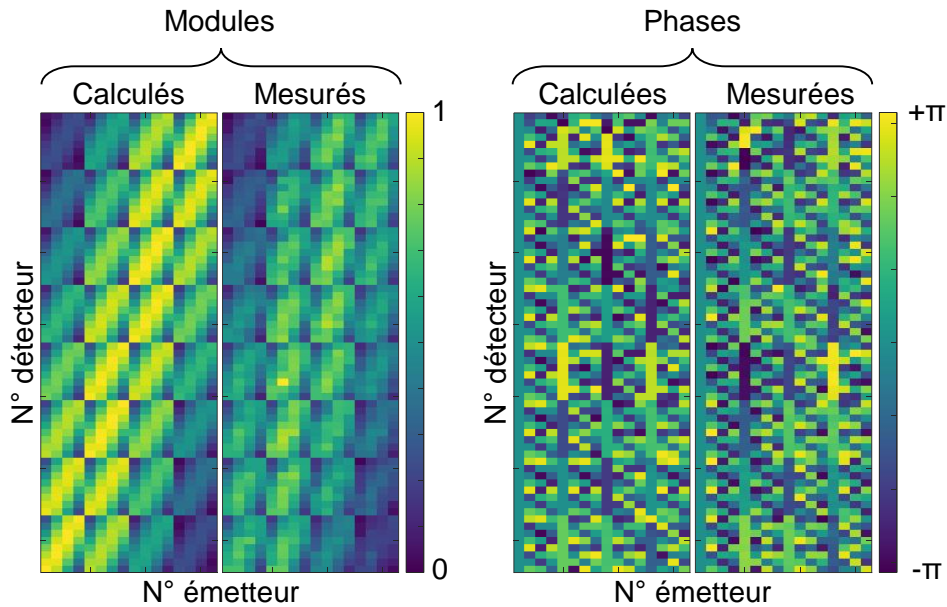 Modules
Phases
Calculés
Mesurés
Calculées
Mesurées
1
+π
N° détecteur
N° détecteur
0
-π
N° émetteur
N° émetteur